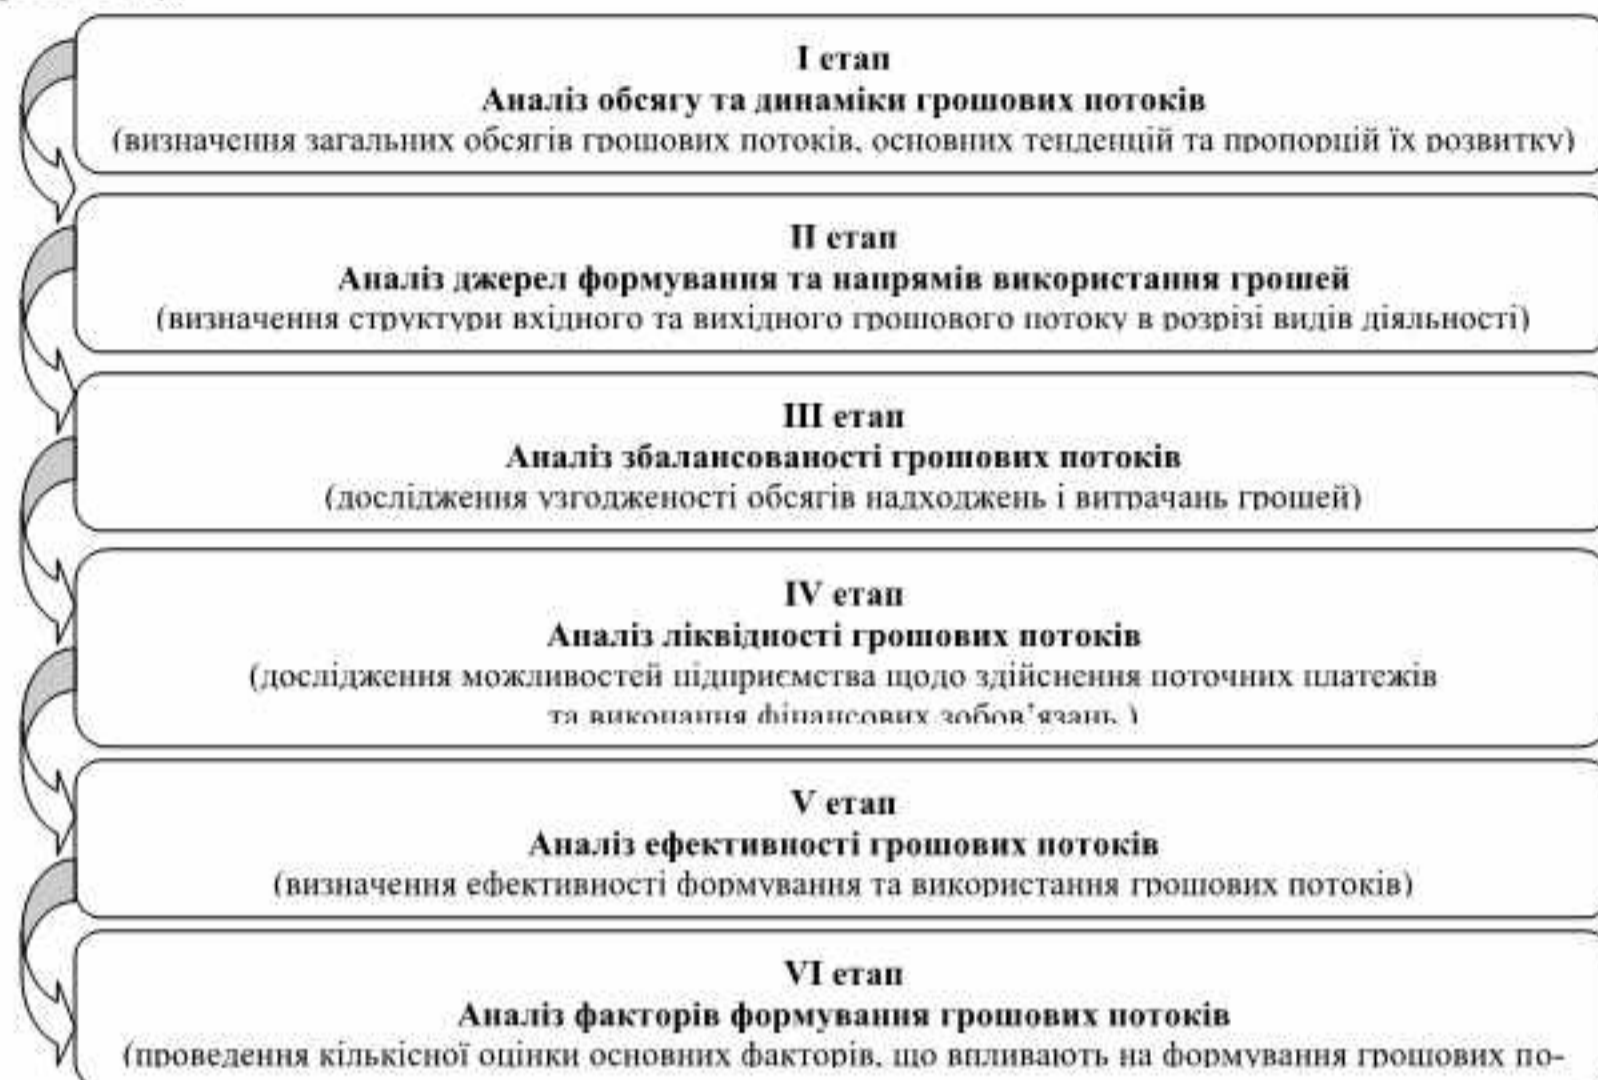 I етап
Аналіз обсягу та динаміки грошових потоків
(визначення загальних обсягів грошових потоків, основних тенденцій та пропорцій їх розвитку)
II етап
Аналіз джерел формування та напрямів використання грошей
(визначення структури вхідного та вихідного грошового потоку в розрізі видів діяльності)
III етап
Аналіз збалансованості грошових потоків
(дослідження узгодженості обсягів надходжень і витрачань грошей)
IV етап
Аналіз ліквідності грошових потоків
(дослідження можливостей підприємства щодо здійснення поточних платежів
та виконання фінансових зобов'язань )
V етап
Аналіз ефективності грошових потоків
(визначення ефективності формування та використання грошових потоків)
VI етап
Аналіз факторів формування грошових потоків
(проведення кількісної оцінки основних факторів, що впливають на формування грошових по-